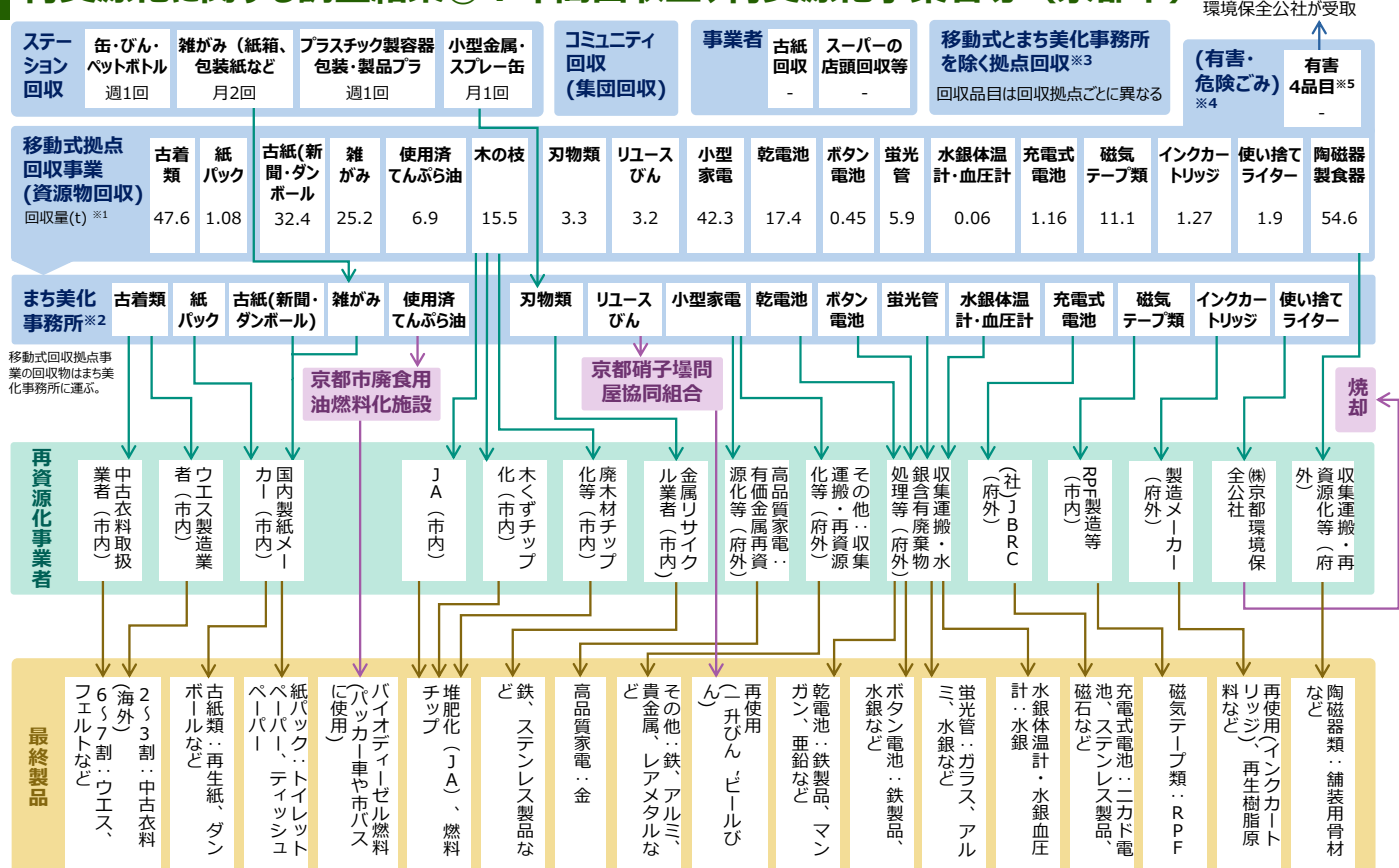 環境保全公社が受取
ステー
ション
回収
缶・びん・
ペットボトル
週1回
雑がみ（紙箱、
包装紙など
月2回
プラスチック製容器
包装・製品プラ
週1回
小型金属・
スプレー缶
月1回
コミュニティ
回収
(集団回収)
事業者
古紙
回収
-
スーパーの
店頭回収等
-
移動式とまち美化事務所
を除く拠点回収※3
回収品目は回収拠点ごとに異なる
(有害・
危険ごみ)
※4
有害
4品目※5
-
移動式拠点
回収事業
(資源物回収)
回収量(t) ※1
古着
類
47.6
紙
パック
1.08
古紙(新
聞・ダン
ボール
32.4
雑
がみ
25.2
使用済
てんぷら油
6.9
木の枝
15.5
刃物類
3.3
リユース
びん
3.2
小型
家電
42.3
乾電池
17.4
ボタン
電池
0.45
蛍光
管
5.9
水銀体温
計・血圧計
0.06
充電式
電池
1.16
磁気
テープ類
11.1
インクカー
トリッジ
1.27
使い捨て
ライター
1.9
陶磁器
製食器
54.6
まち美化
事務所※2
古着類
紙
パック
古紙(新聞・
ダンボール)
雑がみ
使用済
てんぷら油
刃物類
リユース
びん
小型家電
乾電池
ボタン
電池
蛍光管
水銀体温
計・血圧計
充電式
電池
磁気
テープ類
インクカー
トリッジ
使い捨て
ライター
移動式回収拠点事
業の回収物はまち美
化事務所に運ぶ。
京都市廃食用
油燃料化施設
京都硝子壜問
屋協同組合
焼
却
再資源化事業者
中古衣料取扱
業者（市内）
ウエス製造業
者（市内）
国内製紙メー
カー（市内）
JA（市内）
木くずチップ
化（市内）
廃木材チップ
化等（市内）
金属リサイク
ル業者（市内）
高品質家電：
有価金属再資
源化等（府外）
その他：収集
運搬・再資源
化等（府外）
収集運搬・水
銀含有廃棄物
処理等（府外）
(社)JBRC
（府外）
RPF製造等
（市内）
製造メーカー
（府外）
㈱京都環境保
全公社
収集運搬・再
資源化等（府
外）
最終製品
2～3割：中古衣料
(海外)
6～7割：ウエス、
フェルトなど
古紙類：再生紙、ダン
ボールなど
紙パック：トイレット
ペーパー、ティッシュ
ペーパー
バイオディーゼル燃料
(パッカー車や市バス
に使用)
堆肥化（JA）、燃料
チップ
鉄、ステンレス製品な
ど
高品質家電：金
その他：鉄、アルミ、
貴金属、レアメタルな
ど
再使用
(一升びん、ビールび
ん)
乾電池：鉄製品、マン
ガン、亜鉛など
ボタン電池：鉄製品、
水銀など
蛍光管：ガラス、アル
ミ、水銀など
水銀体温計・水銀血圧
計：水銀
充電式電池：ニカド電
池、ステンレス製品、
磁石など
磁気テープ類：RPF
再使用(インクカート
リッジ)、再生樹脂原
料など
陶磁器類：舗装用骨材
など